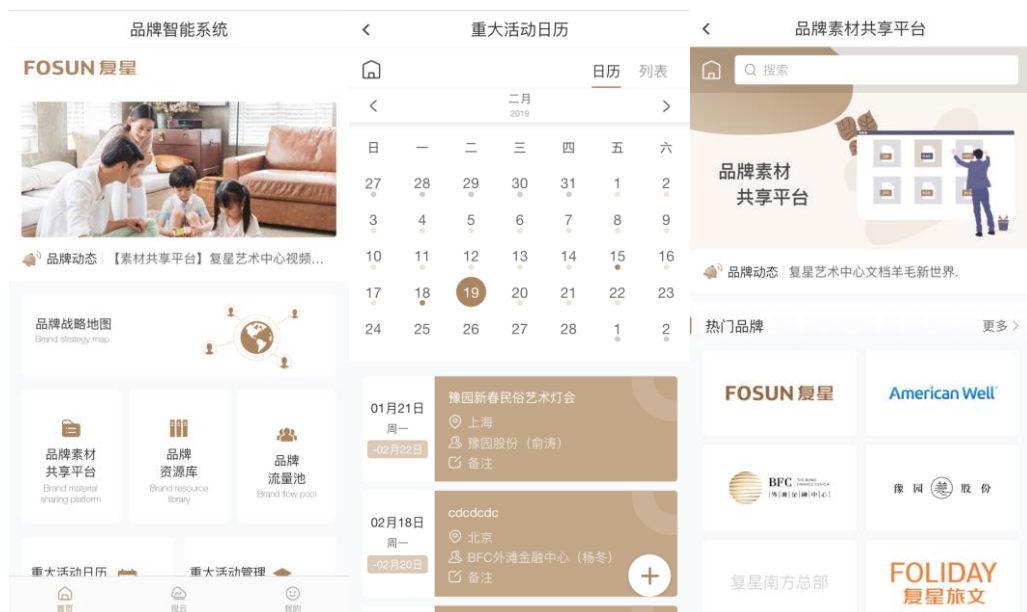 品牌智能系统
FOSUN 复星
品牌动态 【素材共享平台】复星艺术中心视频...
品牌战略地图
Brand strategy map
品牌素材
共享平台
Brand material
sharing platform
品牌
资源库
Brand resource
library
品牌
流量池
Brand flow pool
重大活动日历
重大活动管理
首页
我的
重大活动日历
日历 列表
二月
2019
日 一 二 三 四 五 六
27 28 29 30 31 1 2
3 4 5 6 7 8 9
10 11 12 13 14 15 16
17 18 19 20 21 22 23
24 25 26 27 28 1 2
01月21日
周一
-02月22日
豫园新春民俗艺术灯会
上海
豫园股份（俞涛）
备注
02月18日
周一
-02月20日
cdcdcdc
北京
BFC外滩金融中心（杨冬）
备注
品牌素材共享平台
搜索
品牌素材
共享平台
品牌动态 复星艺术中心文档羊毛新世界.
热门品牌
更多
FOSUN 复星
American Well
BFC THE BUND FINANCE CENTER
外滩金融中心
豫园股份
复星南方总部
FOLIDAY
复星旅文